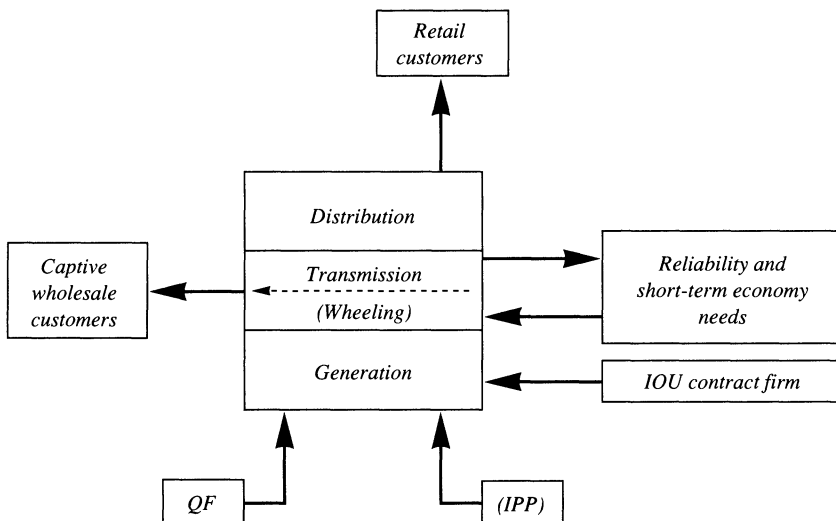 Retail
customers
Distribution
Captive
wholesale
customers
Transmission
(Wheeling)
Reliability and
short-term economy
needs
Generation
IOU contract firm
QF
(IPP)